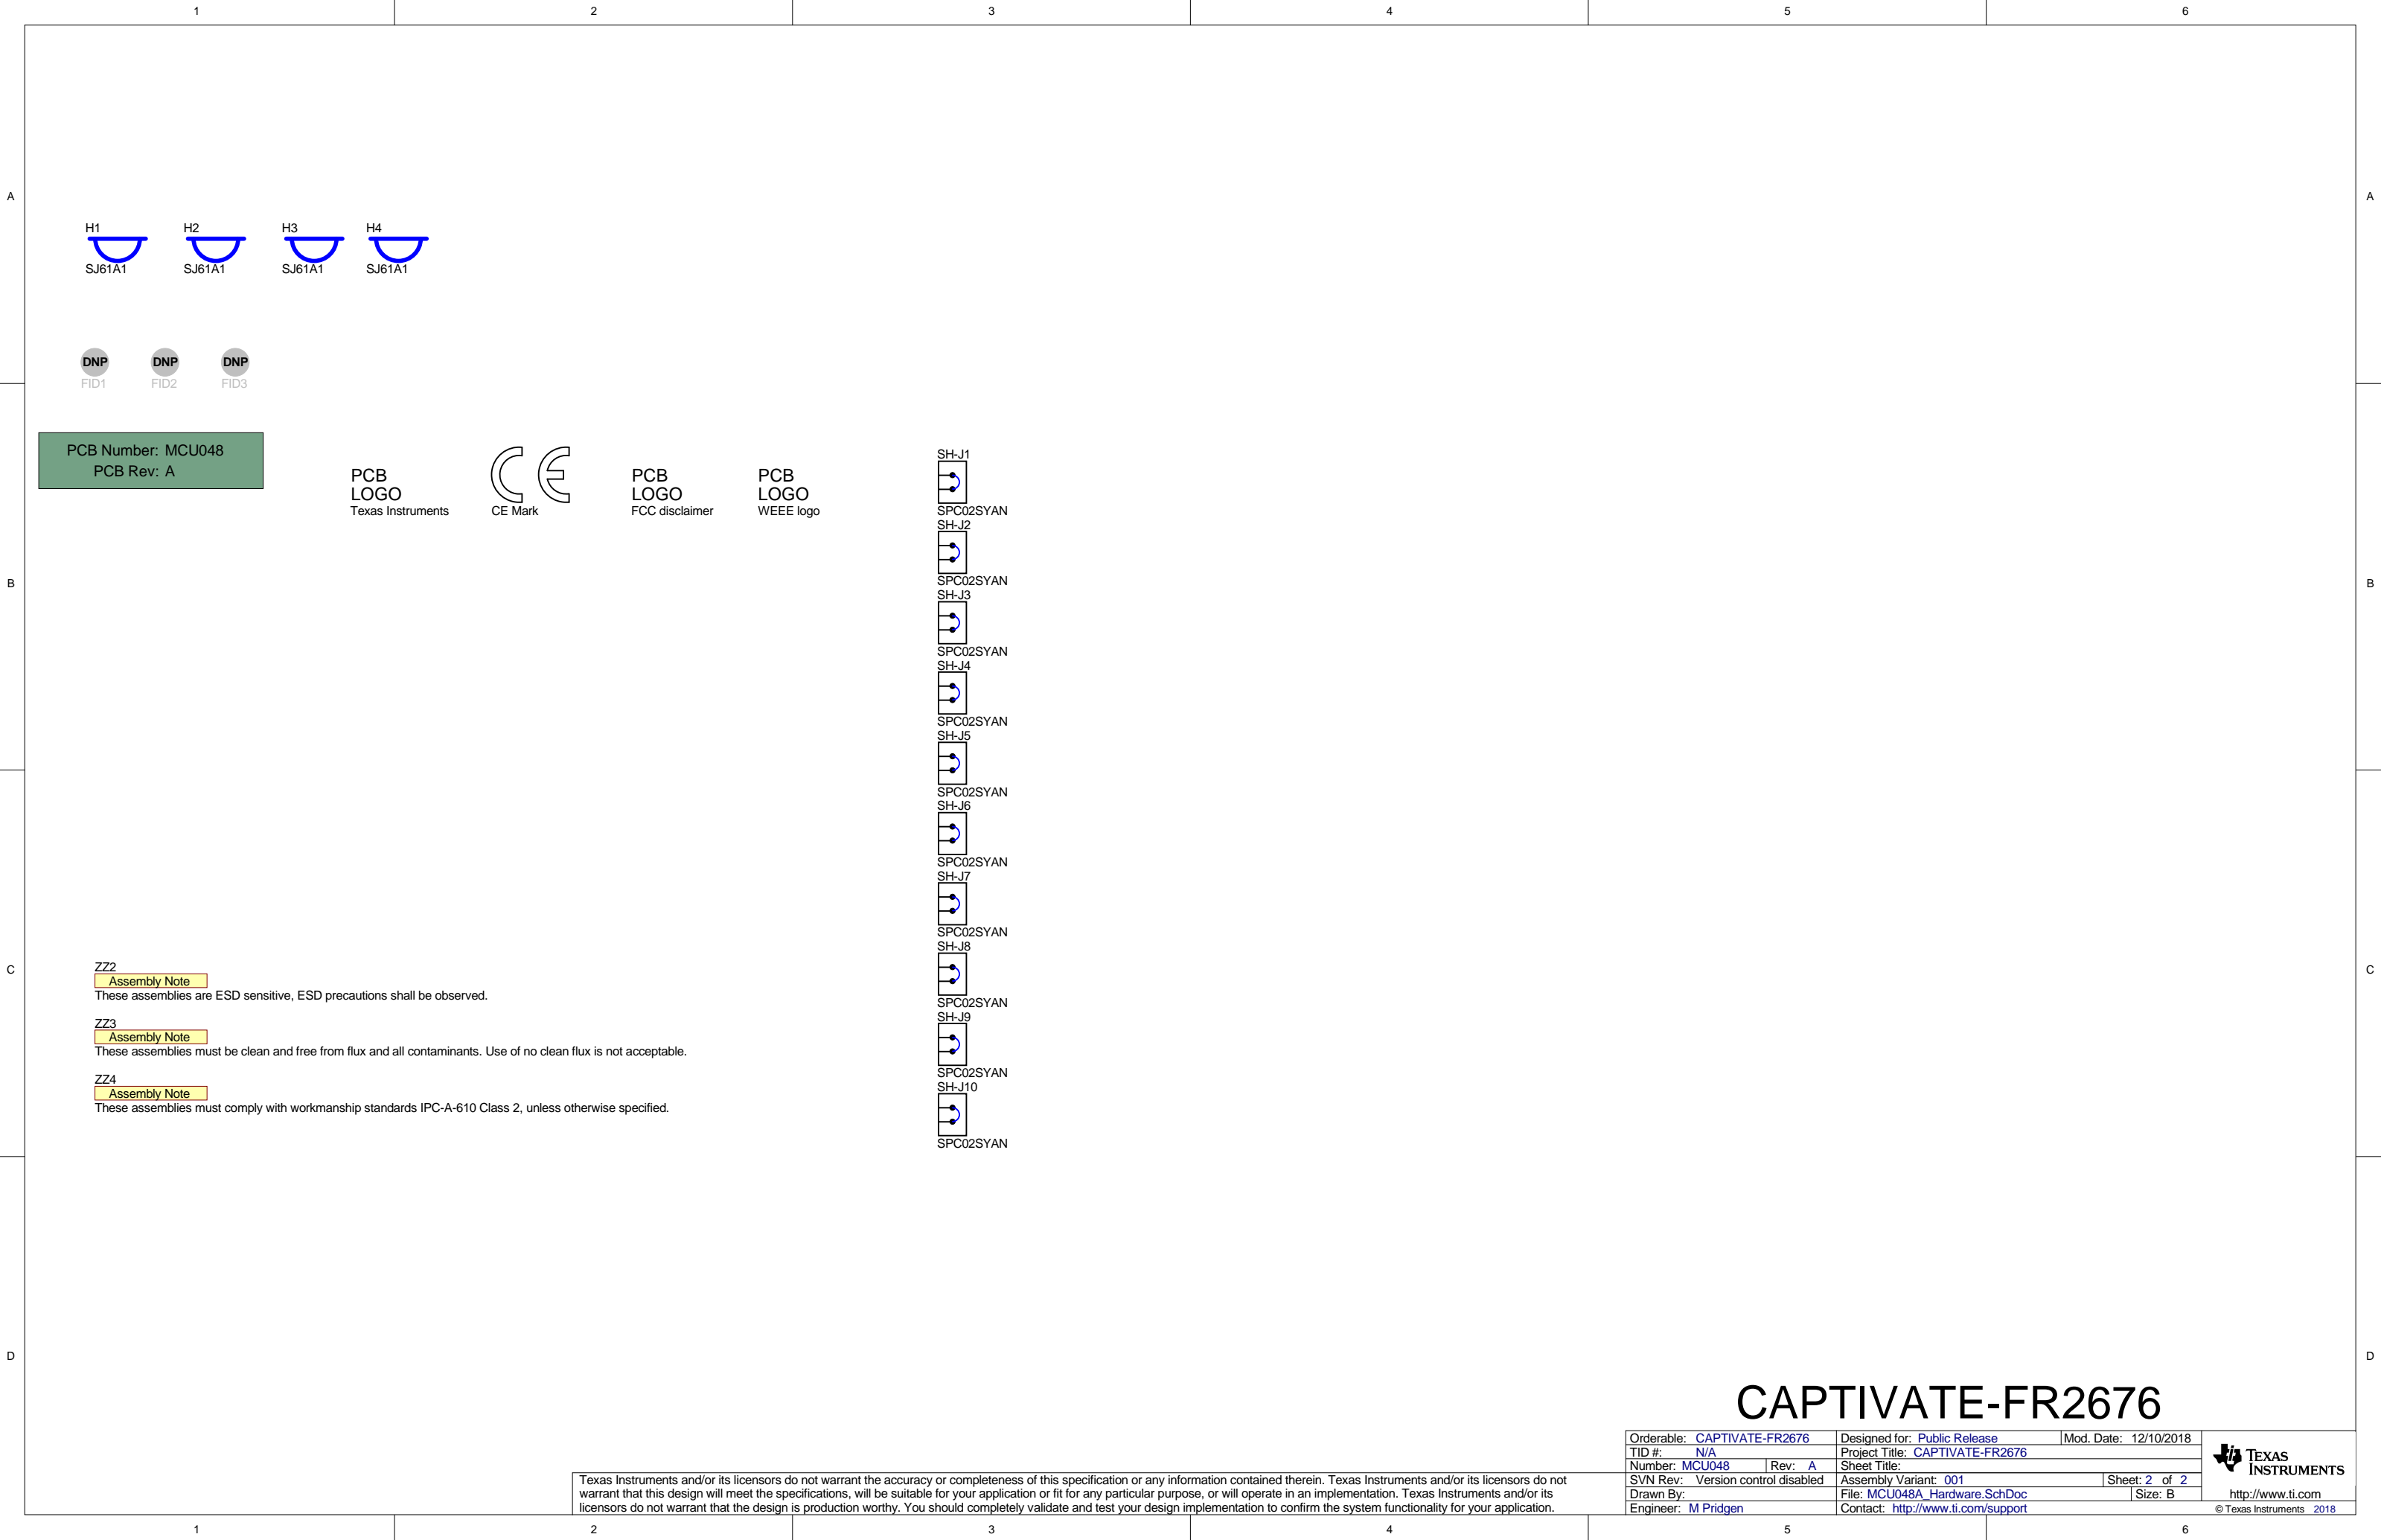 1 2 3 4 5 6
A A
H1 H2 H3 H4
SJ61A1 SJ61A1 SJ61A1 SJ61A1
DNP DNP DNP
FID1 FID2 FID3
PCB Number: MCU048
PCB Rev: A
PCB
LOGO
Texas Instruments
CE
CE Mark
PCB
LOGO
FCC disclaimer
PCB
LOGO
WEEE logo
SH-J1
SPC02SYAN
SH-J2
SPC02SYAN
B B
SH-J3
SPC02SYAN
SH-J4
SPC02SYAN
SH-J5
SPC02SYAN
SH-J6
SPC02SYAN
SH-J7
SPC02SYAN
SH-J8
SPC02SYAN
SH-J9
SPC02SYAN
SH-J10
SPC02SYAN
C C
ZZ2
Assembly Note
These assemblies are ESD sensitive, ESD precautions shall be observed.
ZZ3
Assembly Note
These assemblies must be clean and free from flux and all contaminants. Use of no clean flux is not acceptable.
ZZ4
Assembly Note
These assemblies must comply with workmanship standards IPC-A-610 Class 2, unless otherwise specified.
D D
CAPTIVATE-FR2676
Texas Instruments and/or its licensors do not warrant the accuracy or completeness of this specification or any information contained therein. Texas Instruments and/or its licensors do not
warrant that this design will meet the specifications, will be suitable for your application or fit for any particular purpose, or will operate in an implementation. Texas Instruments and/or its
licensors do not warrant that the design is production worthy. You should completely validate and test your design implementation to confirm the system functionality for your application.
Orderable: CAPTIVATE-FR2676 Designed for: Public Release Mod. Date: 12/10/2018
TID #: N/A Project Title: CAPTIVATE-FR2676
Number: MCU048 Rev: A Sheet Title:
SVN Rev: Version control disabled Assembly Variant: 001 Sheet: 2 of 2
Drawn By: File: MCU048A_Hardware.SchDoc Size: B
Engineer: M Pridgen Contact: http://www.ti.com/support
TEXAS
INSTRUMENTS
http://www.ti.com
© Texas Instruments 2018
1 2 3 4 5 6